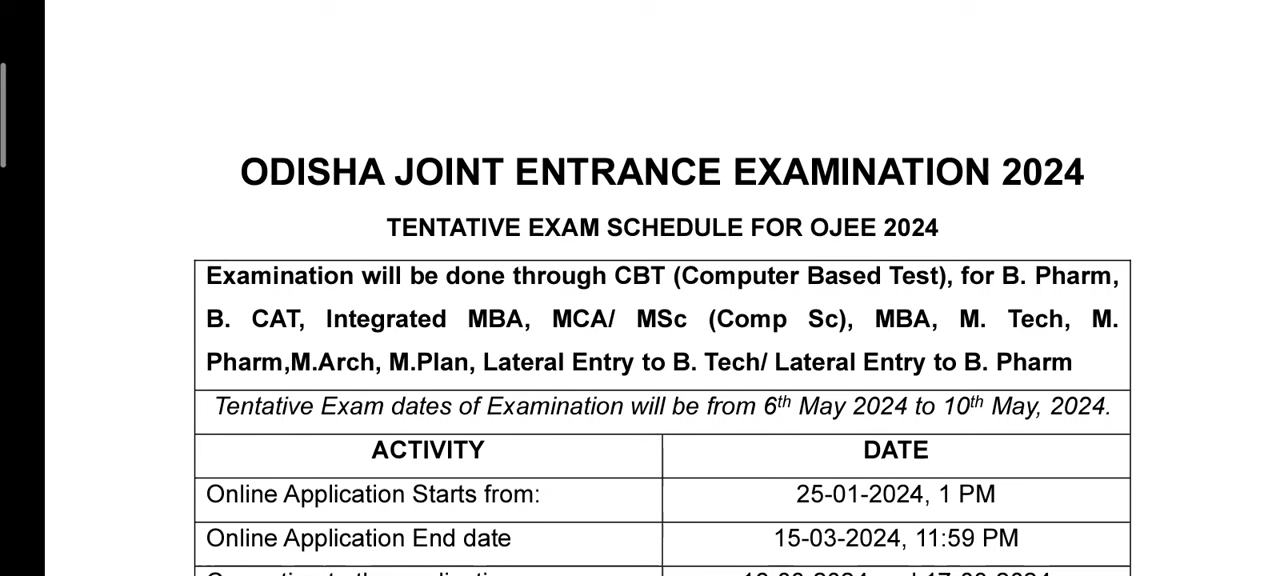 ODISHA JOINT ENTRANCE EXAMINATION 2024
TENTATIVE EXAM SCHEDULE FOR OJEE 2024
Examination will be done through CBT (Computer Based Test), for B. Pharm,
B. CAT, Integrated MBA, MCA/ MSc (Comp Sc), MBA, M. Tech, M.
Pharm,M.Arch, M.Plan, Lateral Entry to B. Tech/ Lateral Entry to B. Pharm
Tentative Exam dates of Examination will be from 6th May 2024 to 10th May, 2024.
ACTIVITY DATE
Online Application Starts from: 25-01-2024, 1 PM
Online Application End date 15-03-2024, 11:59 PM